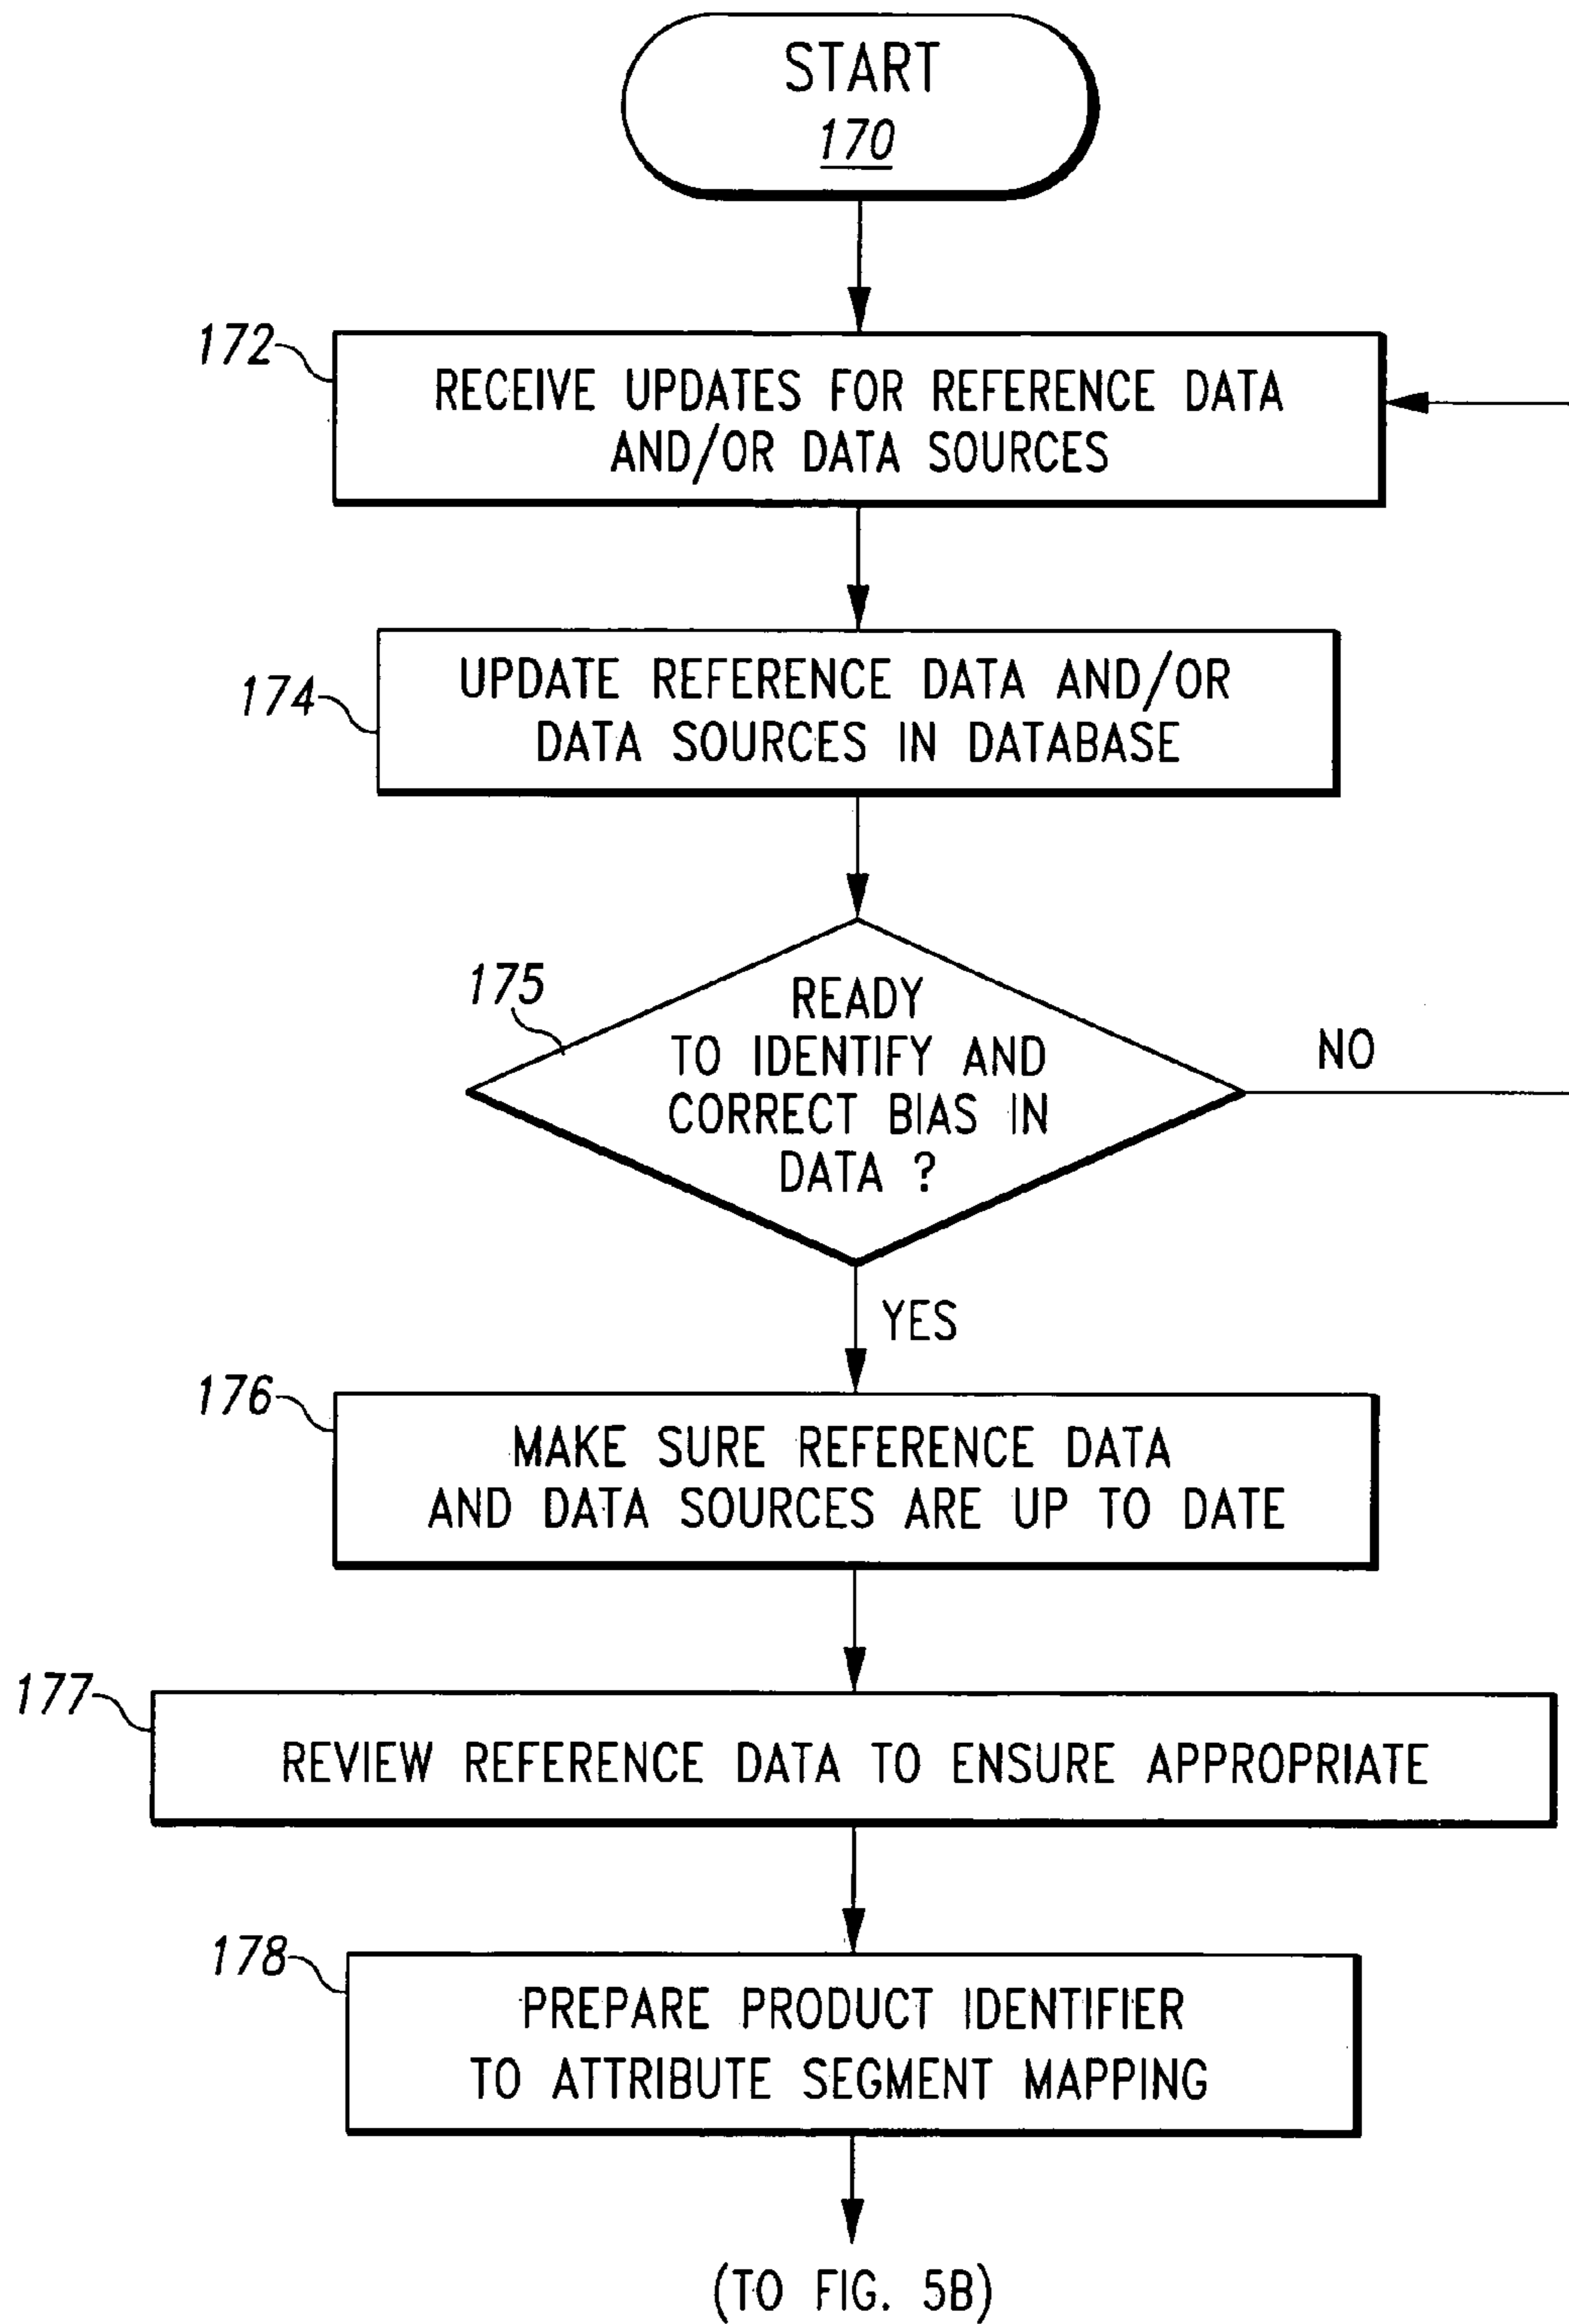 START
170
172
RECEIVE UPDATES FOR REFERENCE DATA
AND/OR DATA SOURCES
174
UPDATE REFERENCE DATA AND/OR
DATA SOURCES IN DATABASE
175
READY
TO IDENTIFY AND
CORRECT BIAS IN
DATA ?
NO
YES
176
MAKE SURE REFERENCE DATA
AND DATA SOURCES ARE UP TO DATE
177
REVIEW REFERENCE DATA TO ENSURE APPROPRIATE
178
PREPARE PRODUCT IDENTIFIER
TO ATTRIBUTE SEGMENT MAPPING
(TO FIG. 5B)